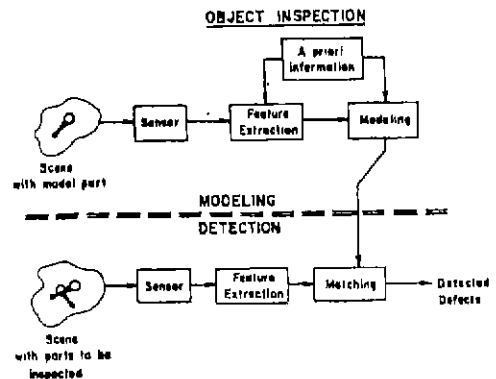 OBJECT INSPECTION
A priori
information
Sensor
Feature
Extraction
Modeling
Scene
with model part
MODELING
DETECTION
Sensor
Feature
Extraction
Matching
Detected
Defects
Scene
with parts to be
inspected